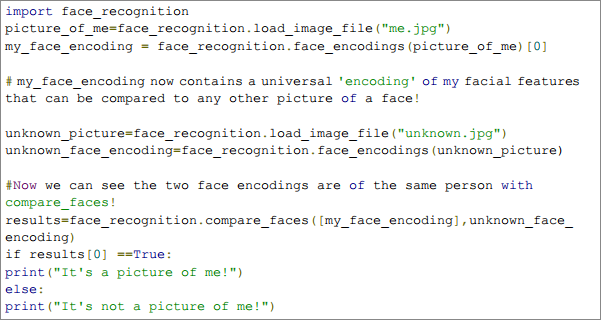 import face_recognition
picture_of_me=face_recognition.load_image_file("me.jpg")
my_face_encoding = face_recognition.face_encodings(picture_of_me)[0]
# my_face_encoding now contains a universal 'encoding' of my facial features
that can be compared to any other picture of a face!
unknown_picture=face_recognition.load_image_file("unknown.jpg")
unknown_face_encoding=face_recognition.face_encodings(unknown_picture)
#Now we can see the two face encodings are of the same person with
compare_faces!
results=face_recognition.compare_faces([my_face_encoding],unknown_face_
encoding)
if results[0] ==True:
print("It's a picture of me!")
else:
print("It's not a picture of me!")